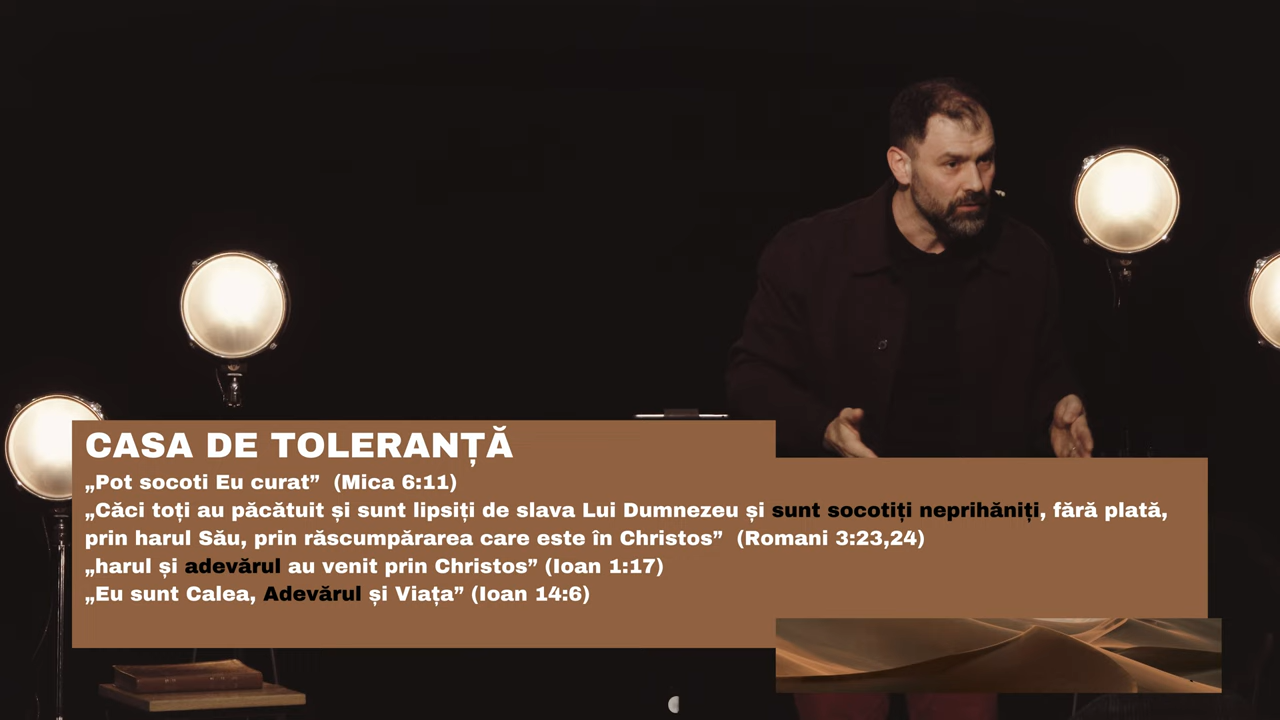 CASA DE TOLERANȚĂ
„Pot socoti Eu curat” (Mica 6:11)
„Căci toți au păcătuit și sunt lipsiți de slava Lui Dumnezeu și sunt socotiți neprihăniți, fără plată,
prin harul Său, prin răscumpărarea care este în Christos” (Romani 3:23,24)
„harul și adevărul au venit prin Christos” (Ioan 1:17)
„Eu sunt Calea, Adevărul și Viața” (Ioan 14:6)